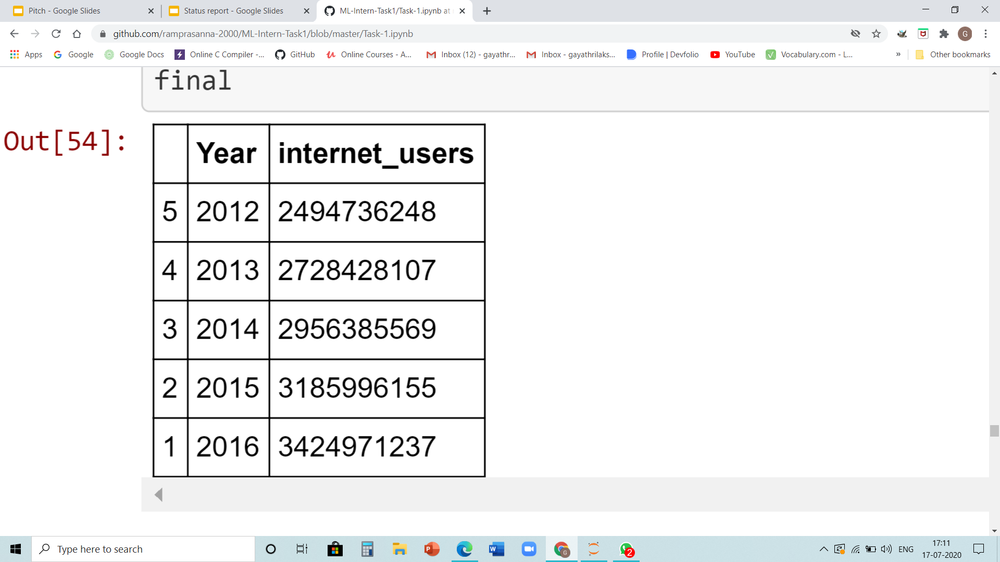 Pitch - Google Slides
Status report - Google Slides
ML-Intern-Task1/Task-1.ipynb at
github.com/ramprasanna-2000/ML-Intern-Task1/blob/master/Task-1.ipynb
G
Apps Google Google Docs Online C Compiler -... GitHub Online Courses - A... Inbox (12) - gayathr... Inbox - gayathrilaks... Profile | Devfolio YouTube Vocabulary.com - L... » Other bookmarks
final
Out[54]:
Year internet_users
5 2012 2494736248
4 2013 2728428107
3 2014 2956385569
2 2015 3185996155
1 2016 3424971237
Type here to search
2
ENG
17:11
17-07-2020